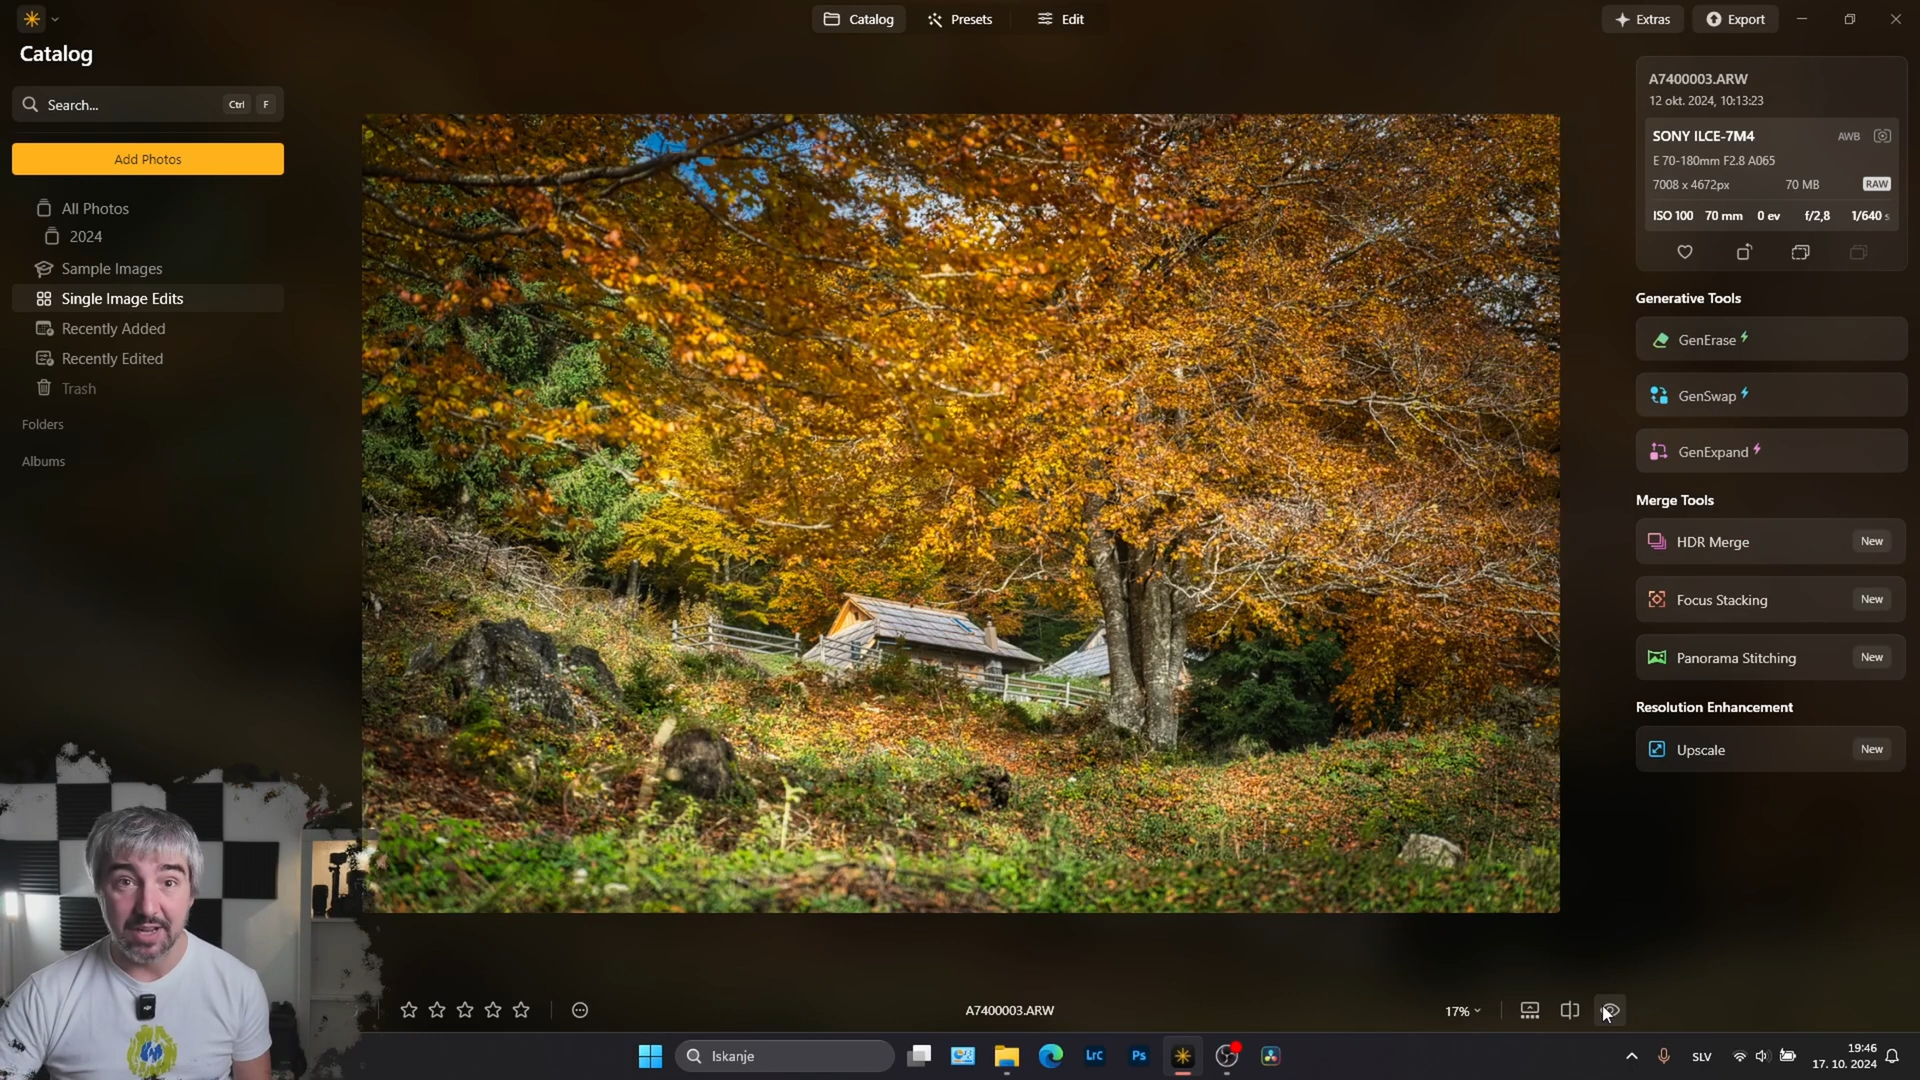 Catalog
Presets
Edit
Extras
Export
Catalog
Search...
Ctrl
F
Add Photos
All Photos
2024
Sample Images
Single Image Edits
Recently Added
Recently Edited
Trash
Folders
Albums
A7400003.ARW
12 okt. 2024, 10:13:23
SONY ILCE-7M4
AWB
E 70-180mm F2.8 A065
7008 x 4672px
70 MB
RAW
ISO 100
70 mm
0 ev
f/2,8
1/640 s
Generative Tools
GenErase
GenSwap
GenExpand
Merge Tools
HDR Merge
New
Focus Stacking
New
Panorama Stitching
New
Resolution Enhancement
Upscale
New
A7400003.ARW
17%
Iskanje
LrC
Ps
SLV
19:46
17. 10. 2024